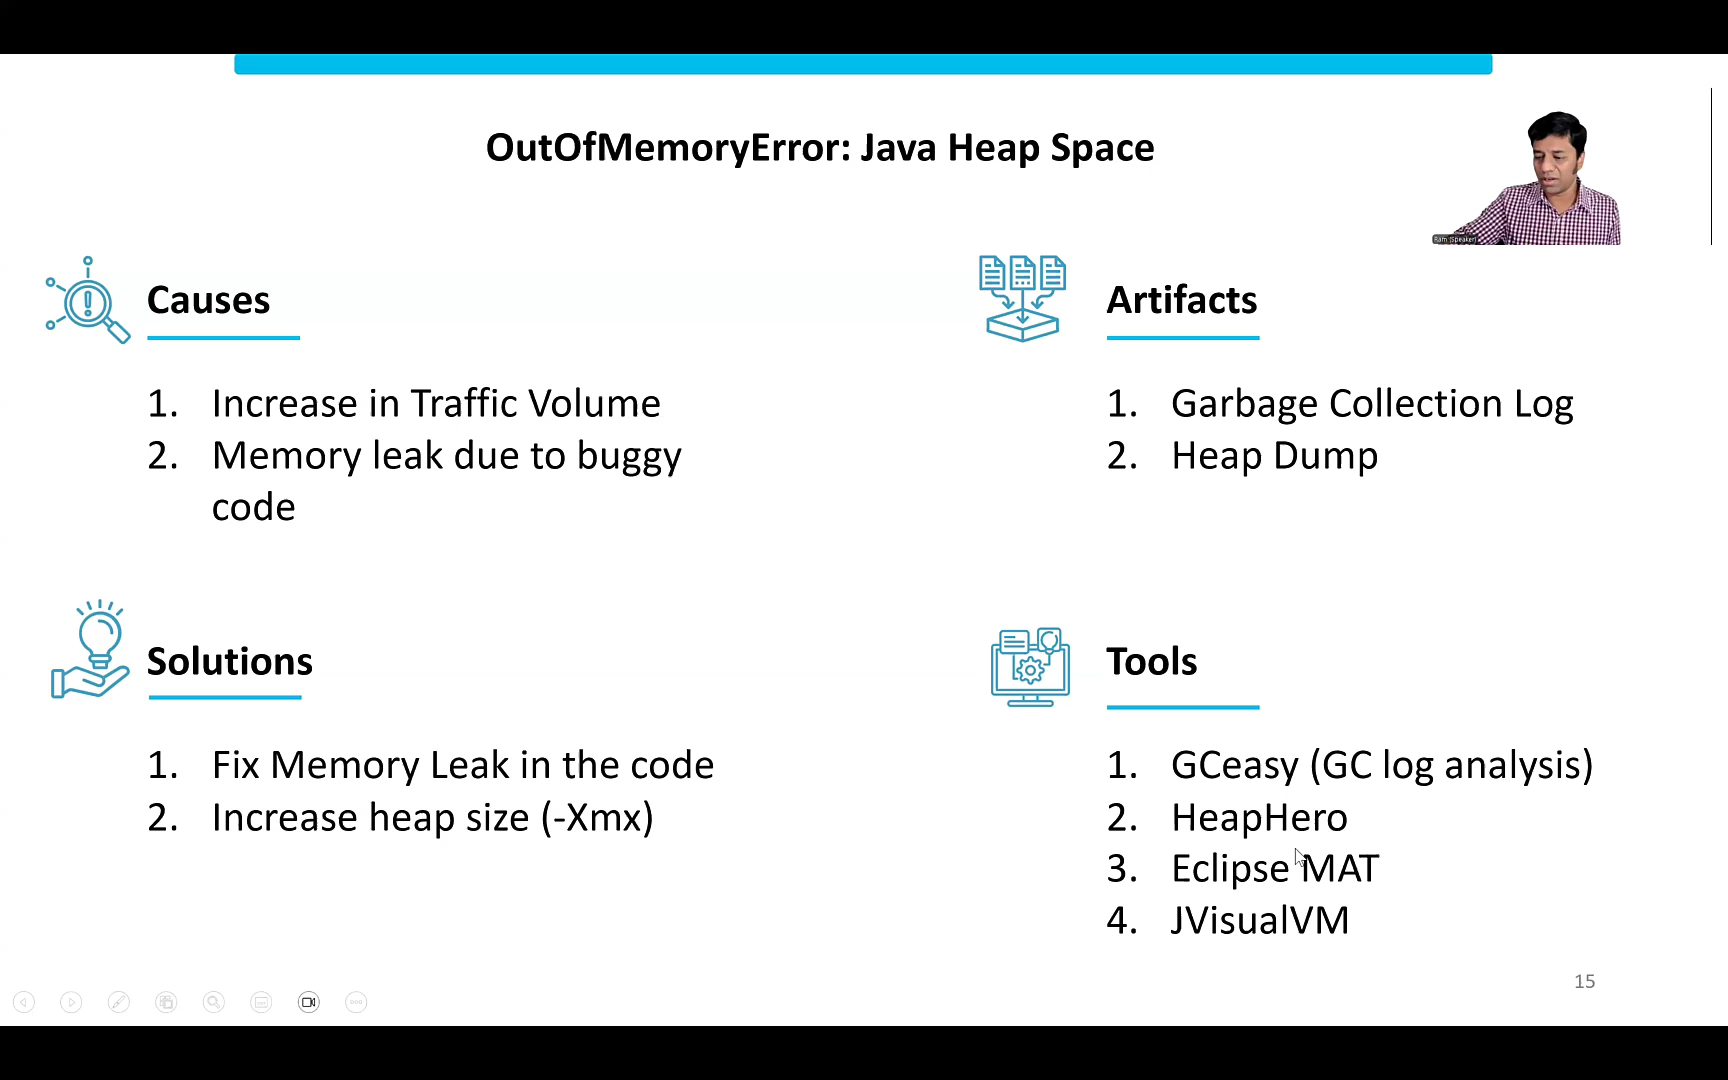 OutOfMemoryError: Java Heap Space
Ram (Speaker)
Causes
1. Increase in Traffic Volume
2. Memory leak due to buggy
code
Artifacts
1. Garbage Collection Log
2. Heap Dump
Solutions
1. Fix Memory Leak in the code
2. Increase heap size (-Xmx)
Tools
1. GCeasy (GC log analysis)
2. HeapHero
3. Eclipse MAT
4. JVisualVM
15